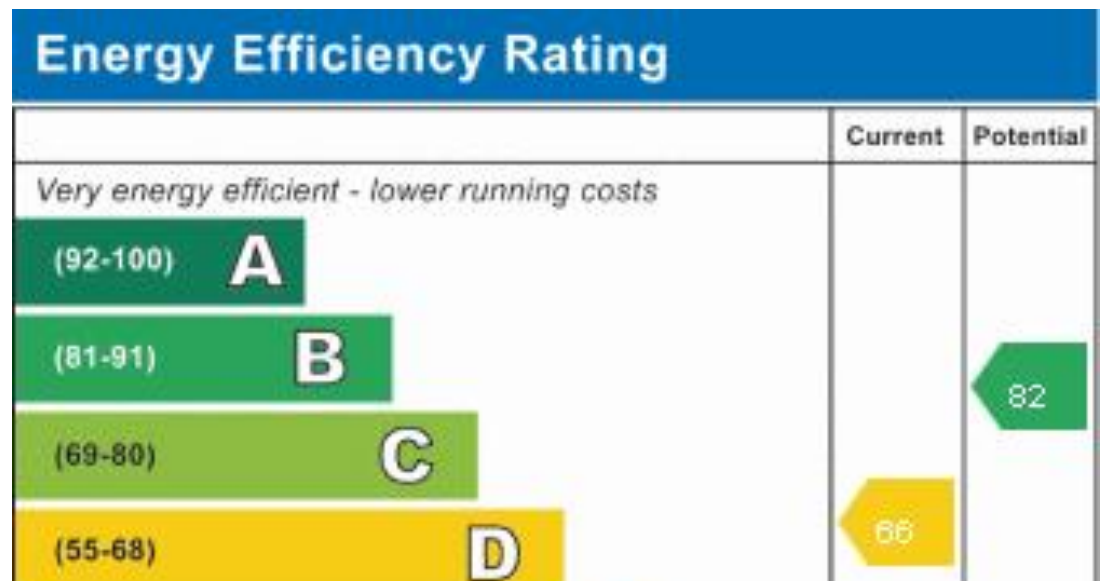 Energy Efficiency Rating
Current Potential
Very energy efficient - lower running costs
(92-100) A
(81-91) B
82
(69-80) C
66
(55-68) D